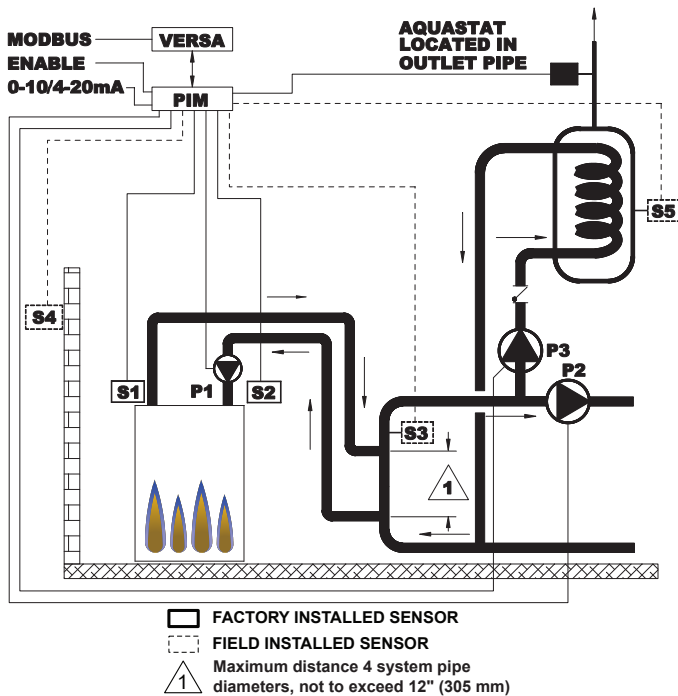 MODBUS
VERSA
ENABLE
0-10/4-20mA
PIM
AQUASTAT
LOCATED IN
OUTLET PIPE
S5
S4
S1
P1
S2
P3
P2
S3
1
FACTORY INSTALLED SENSOR
FIELD INSTALLED SENSOR
1
Maximum distance 4 system pipe
diameters, not to exceed 12" (305 mm)